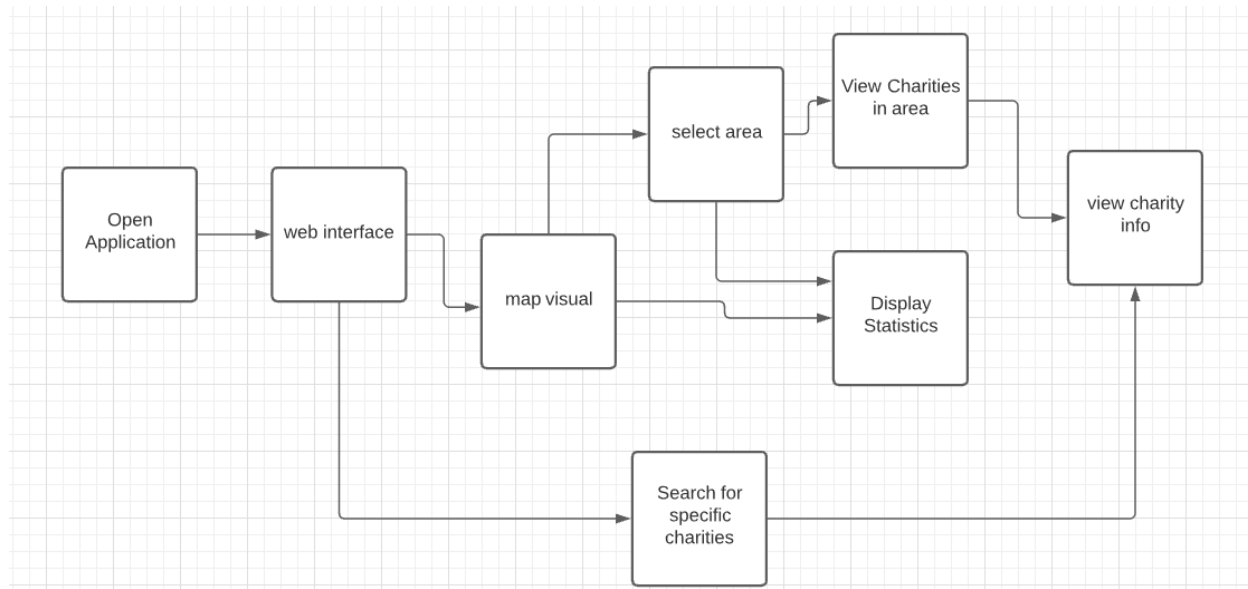 Open
Application
web interface
map visual
select area
View Charities
in area
Display
Statistics
view charity
info
Search for
specific
charities